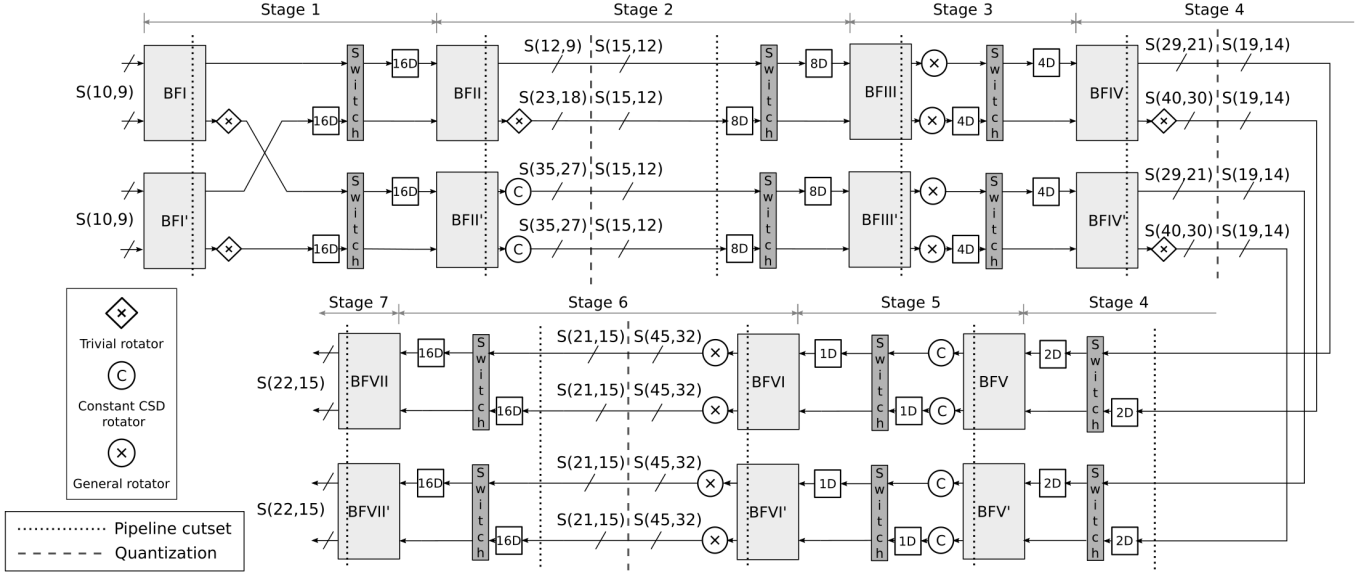 Stage 1 Stage 2 Stage 3 Stage 4
S(10,9) BFI 16D Switch 16D BFII S(12,9) S(15,12) S(23,18) S(15,12) 8D Switch 8D BFIII 4D Switch 4D BFIV S(29,21) S(19,14) S(40,30) S(19,14)
S(10,9) BFI' 16D Switch 16D BFII' C S(35,27) S(15,12) C S(35,27) S(15,12) 8D Switch 8D BFIII' 4D Switch 4D BFIV' S(29,21) S(19,14) S(40,30) S(19,14)
Stage 7 Stage 6 Stage 5 Stage 4
S(22,15) BFVII 16D Switch 16D S(21,15) S(45,32) S(21,15) S(45,32) BFVI 1D Switch 1D C C BFV 2D Switch 2D
S(22,15) BFVII' 16D Switch 16D S(21,15) S(45,32) S(21,15) S(45,32) BFVI' 1D Switch 1D C C BFV' 2D Switch 2D
Trivial rotator
C
Constant CSD
rotator
General rotator
Pipeline cutset
Quantization